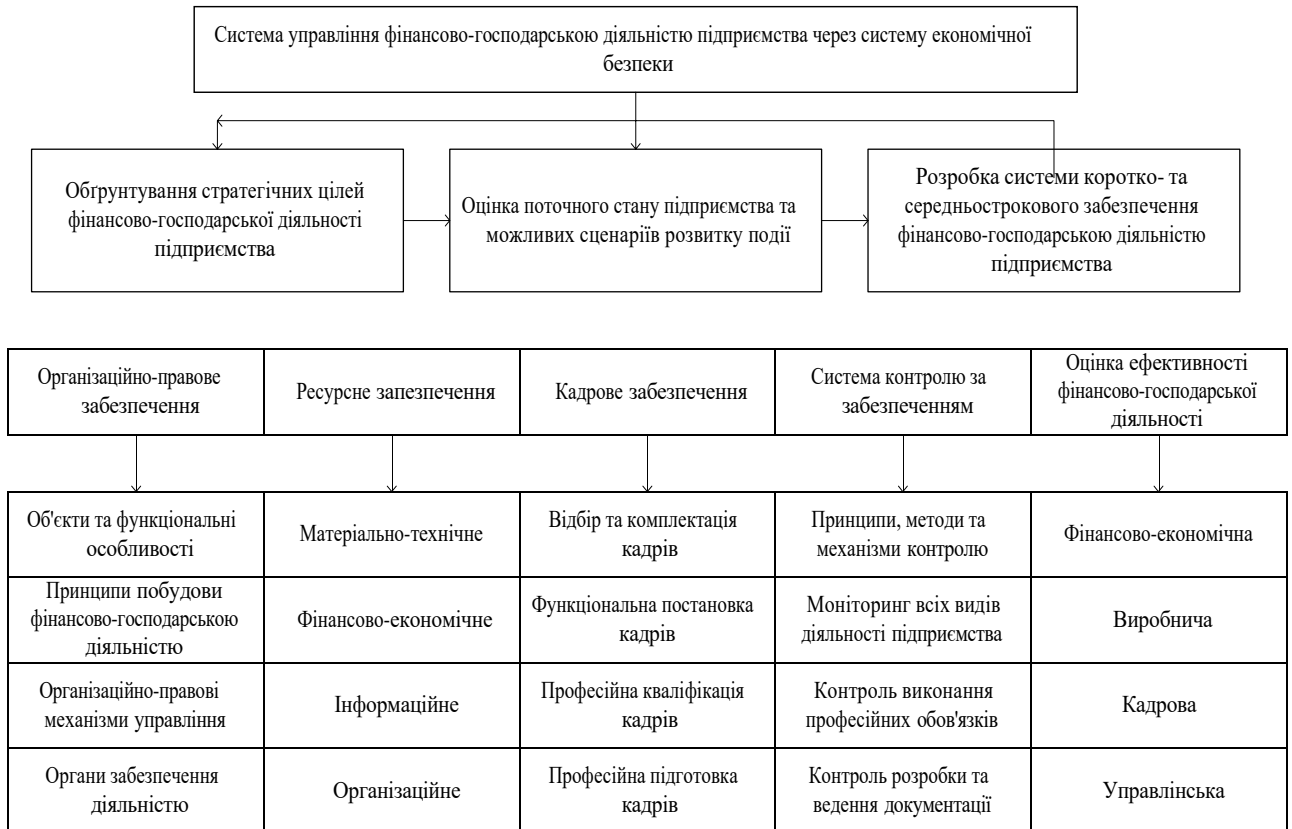 Система управління фінансово-господарською діяльністю підприємства через систему економічної
безпеки
Обґрунтування стратегічних цілей
фінансово-господарської діяльності
підприємства
Оцінка поточного стану підприємства та
можливих сценаріїв розвитку події
Розробка системи коротко- та
середньострокового забезпечення
фінансово-господарською діяльністю
підприємства
Організаційно-правове
забезпечення
Ресурсне запезпечення
Кадрове забезпечення
Система контролю за
забезпеченням
Оцінка ефективності
фінансово-господарської
діяльності
Об'єкти та функціональні
особливості
Матеріально-технічне
Відбір та комплектація
кадрів
Принципи, методи та
механізми контролю
Фінансово-економічна
Принципи побудови
фінансово-господарською
діяльністю
Фінансово-економічне
Функціональна постановка
кадрів
Моніторинг всіх видів
діяльності підприємства
Виробнича
Організаційно-правові
механізми управління
Інформаційне
Професійна кваліфікація
кадрів
Контроль виконання
професійних обов'язків
Кадрова
Органи забезпечення
діяльністю
Організаційне
Професійна підготовка
кадрів
Контроль розробки та
ведення документації
Управлінська